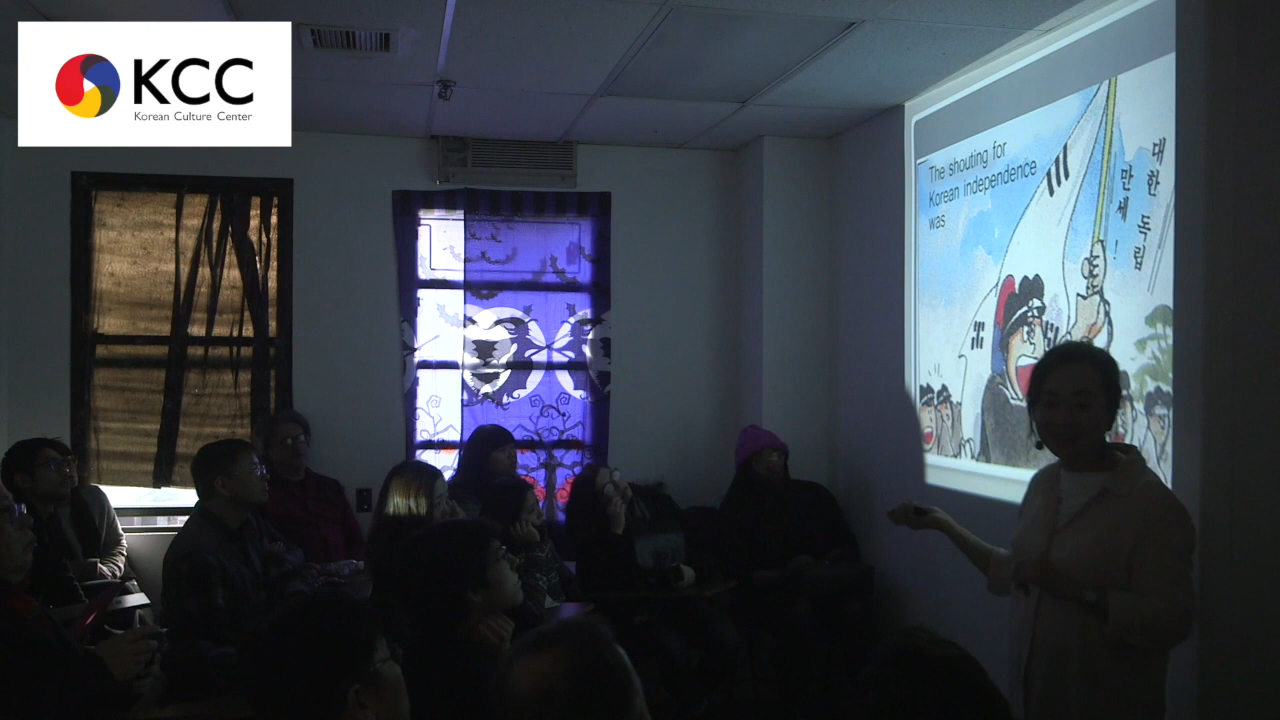 KCC
Korean Culture Center
The shouting for
Korean independence
was
대한 독립
만세!